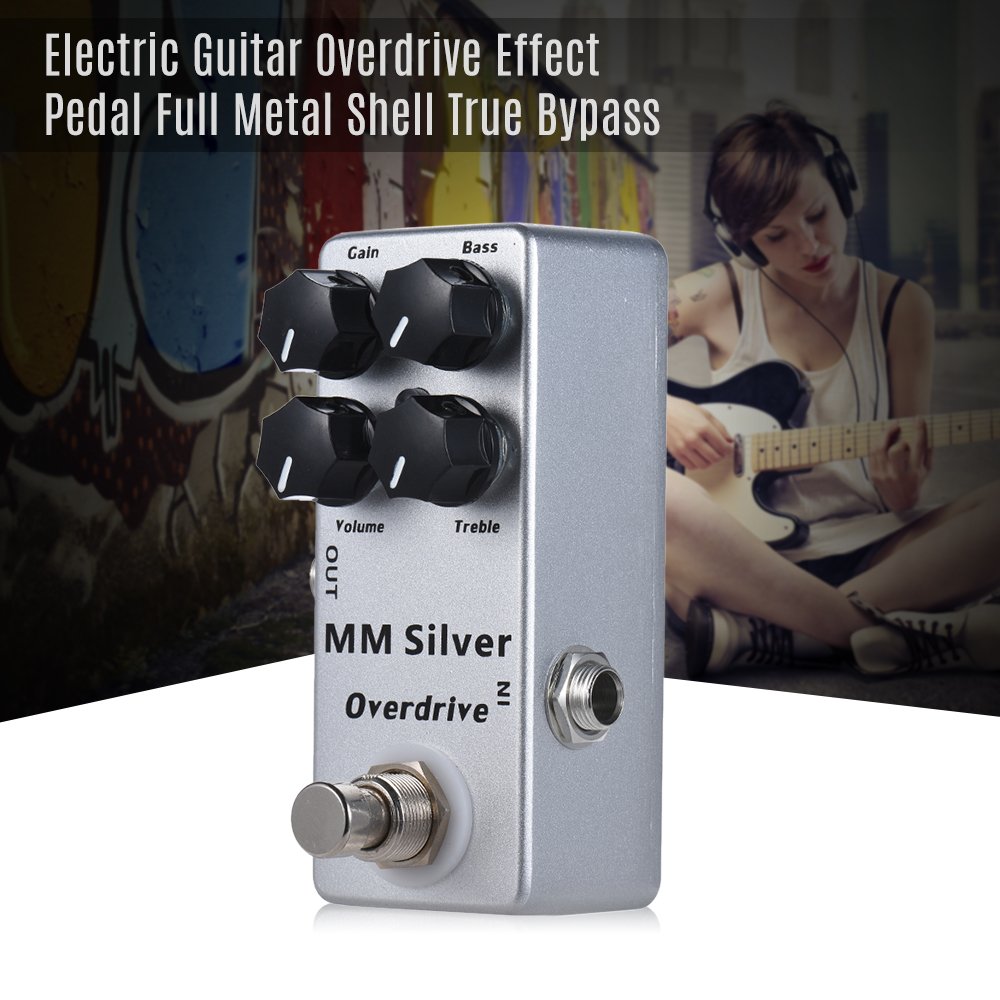 Electric Guitar Overdrive Effect
Pedal Full Metal Shell True Bypass
Gain Bass
Volume Treble
OUT
MM Silver
IN
Overdrive